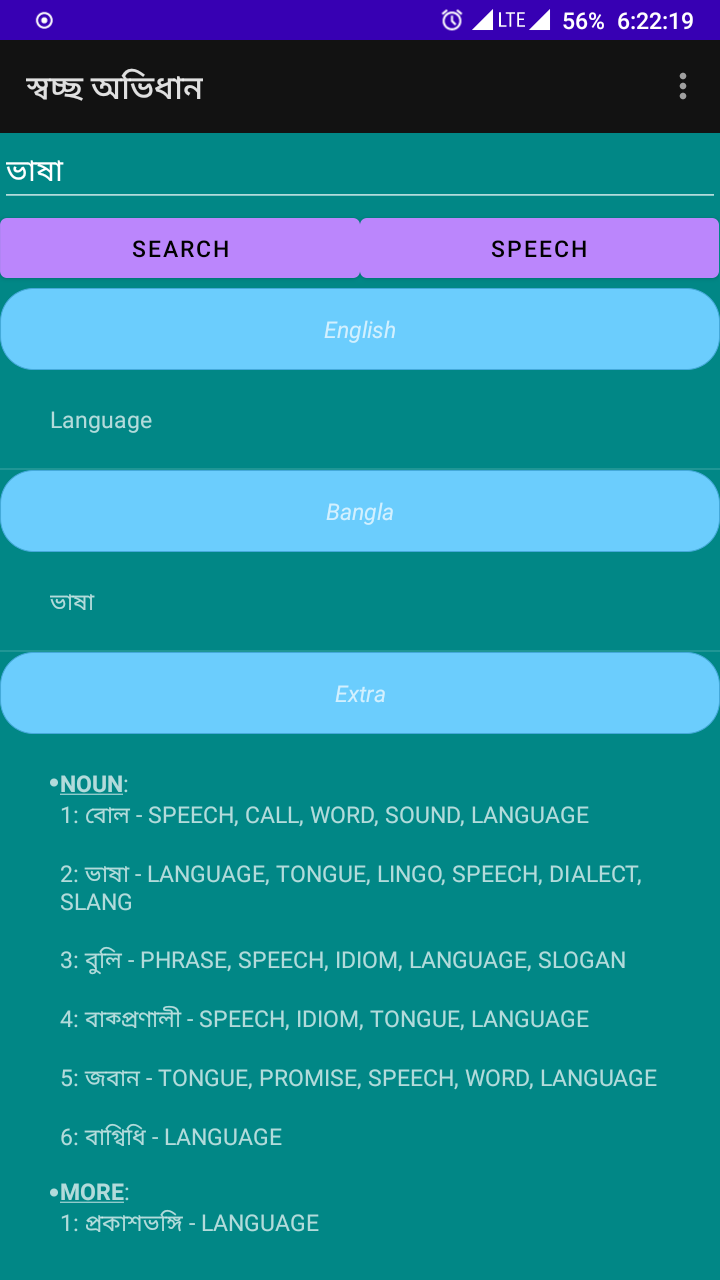 LTE 56% 6:22:19
স্বচ্ছ অভিধান
ভাষা
SEARCH SPEECH
English
Language
Bangla
ভাষা
Extra
•NOUN:
1: বোল - SPEECH, CALL, WORD, SOUND, LANGUAGE
2: ভাষা - LANGUAGE, TONGUE, LINGO, SPEECH, DIALECT,
SLANG
3: বুলি - PHRASE, SPEECH, IDIOM, LANGUAGE, SLOGAN
4: বাক্প্রণালী - SPEECH, IDIOM, TONGUE, LANGUAGE
5: জবান - TONGUE, PROMISE, SPEECH, WORD, LANGUAGE
6: বাগ্বিধি - LANGUAGE
•MORE:
1: প্রকাশভঙ্গি - LANGUAGE